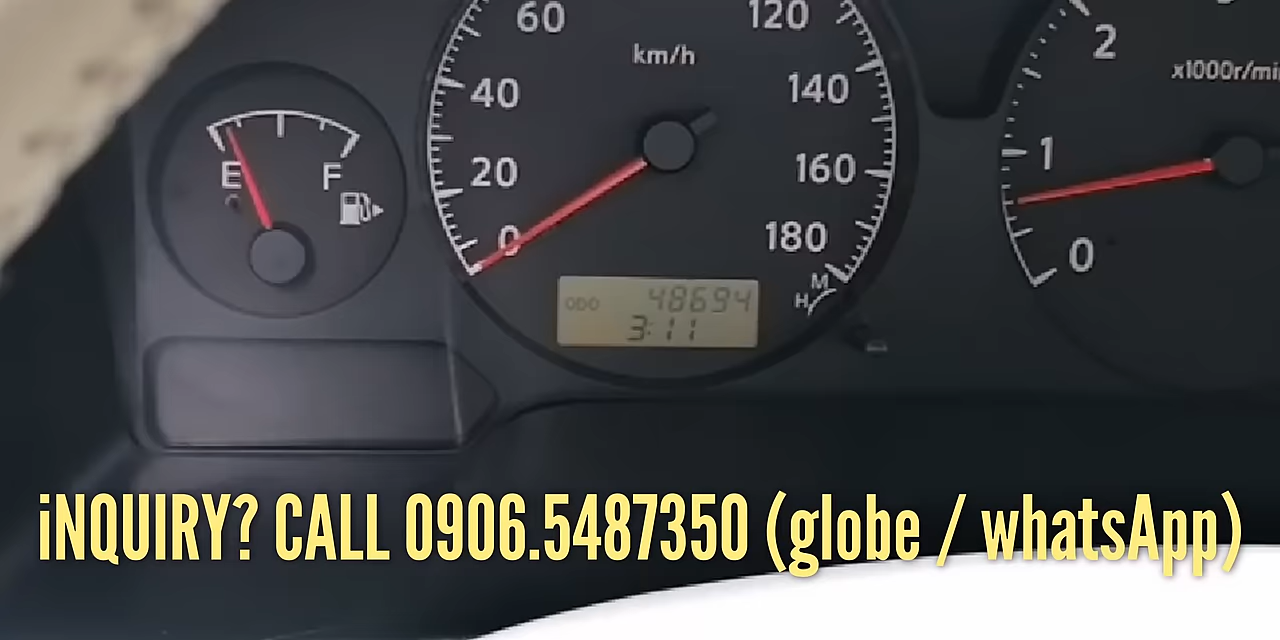 60
120
km/h
2
x1000r/mi
40
140
1
E
F
20
160
0
180
0
M
H
ODO 48694
3:11
iNQUIRY? CALL 0906.5487350 (globe / whatsApp)